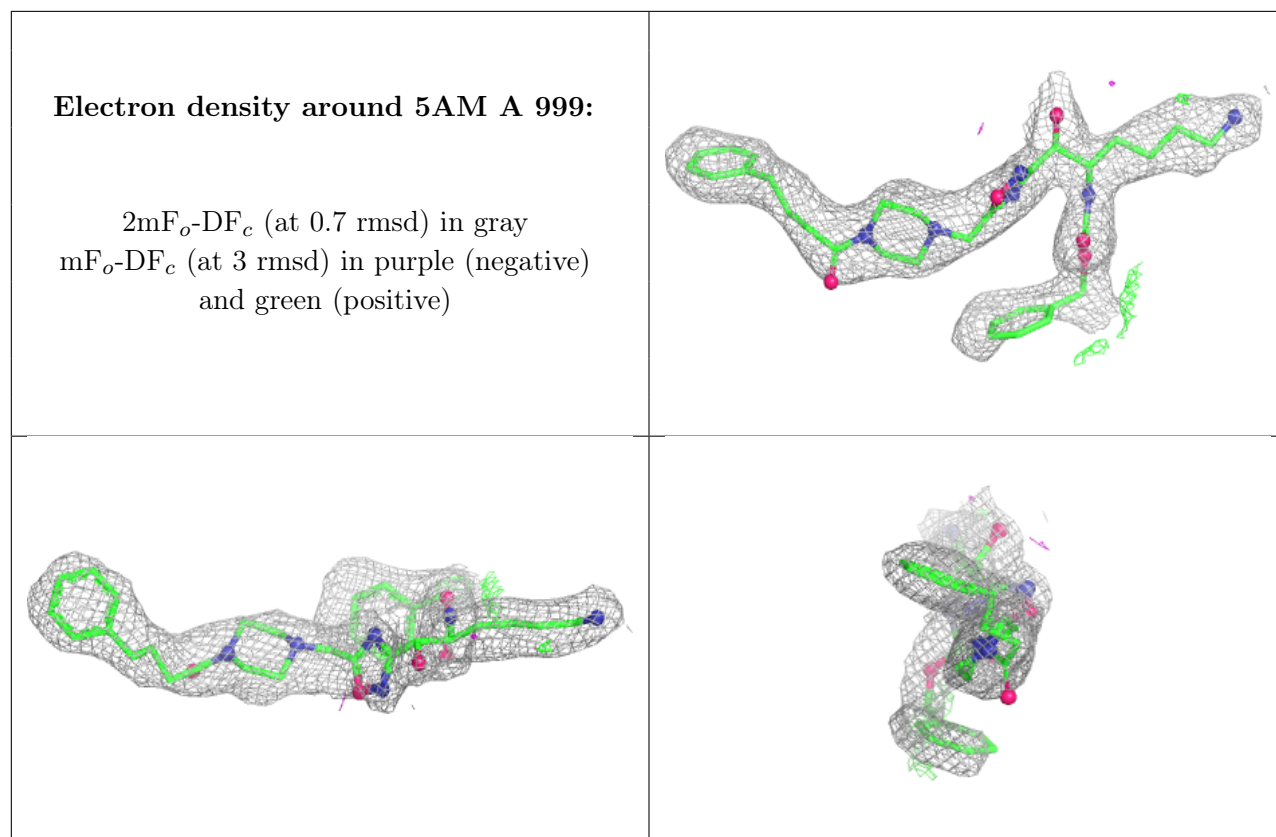 Electron density around 5AM A 999:
2mFo-DFc (at 0.7 rmsd) in gray
mFo-DFc (at 3 rmsd) in purple (negative)
and green (positive)